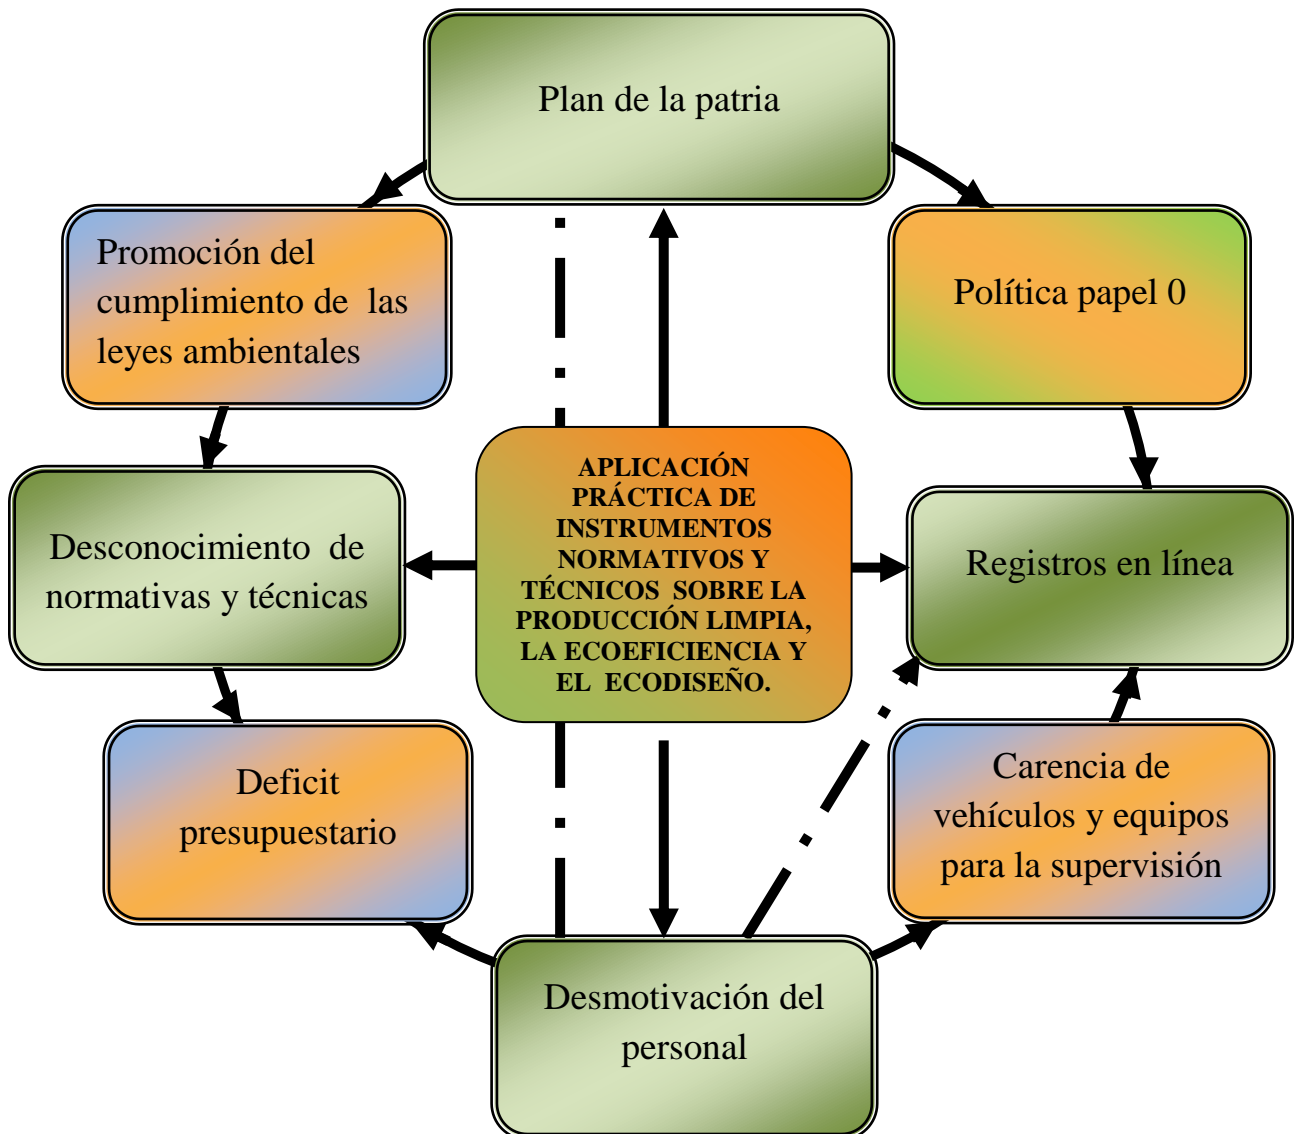 Plan de la patria
Promoción del
cumplimiento de las
leyes ambientales
Política papel 0
APLICACIÓN
PRÁCTICA DE
INSTRUMENTOS
NORMATIVOS Y
TÉCNICOS SOBRE LA
PRODUCCIÓN LIMPIA,
LA ECOEFICIENCIA Y
EL ECODISEÑO.
Desconocimiento de
normativas y técnicas
Registros en línea
Deficit
presupuestario
Carencia de
vehículos y equipos
para la supervisión
Desmotivación del
personal